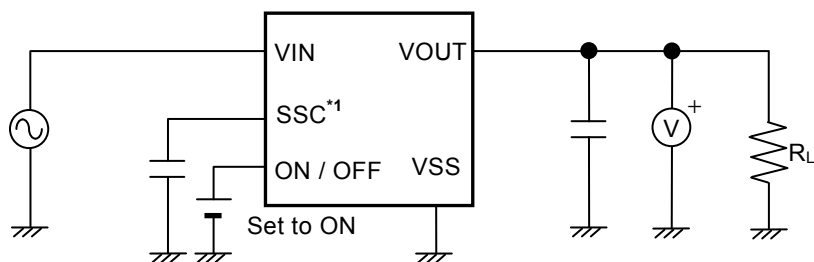 VIN
VOUT
SSC*1
ON / OFF
VSS
Set to ON
V
+
RL